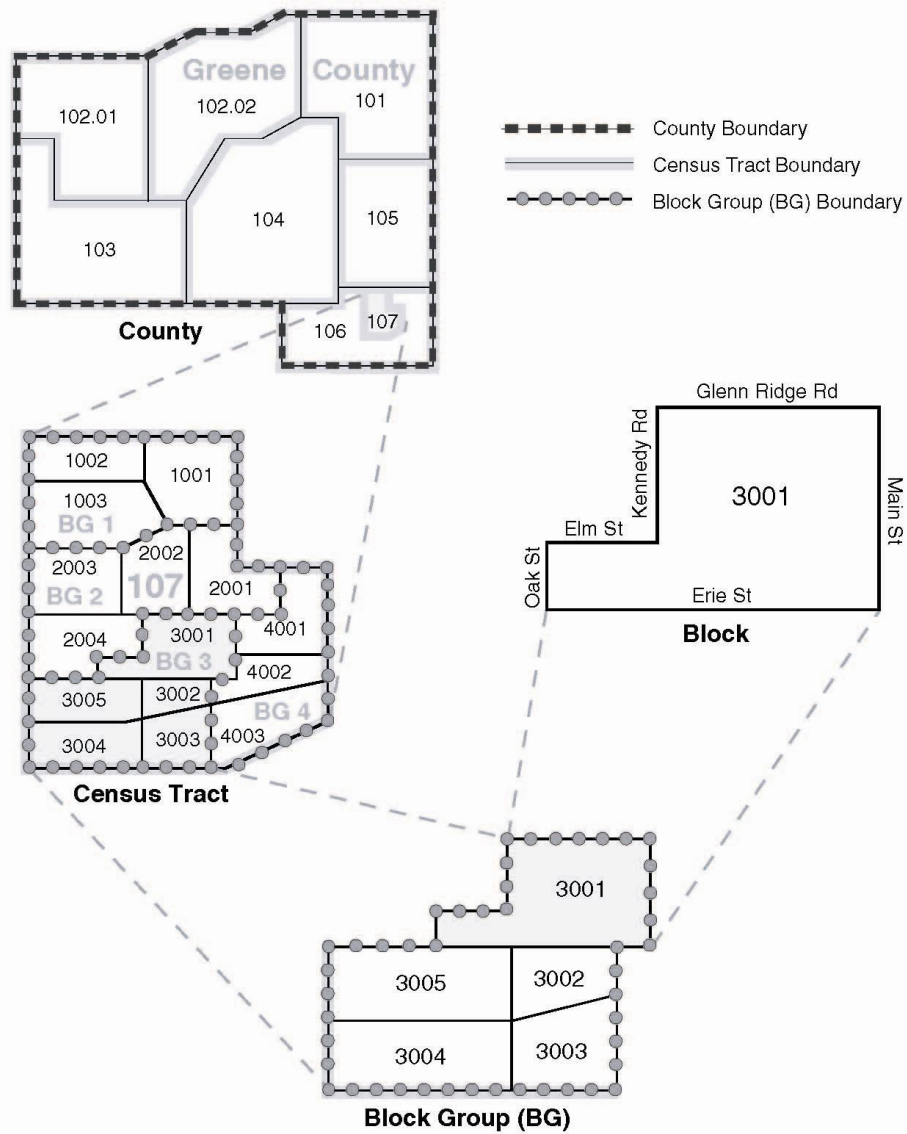 Greene County
102.01
102.02
101
103
104
105
106
107
County
County Boundary
Census Tract Boundary
Block Group (BG) Boundary
1002
1001
1003
BG 1
2003
2002
BG 2
107
2001
2004
3001
4001
BG 3
4002
3005
3002
BG 4
3004
3003
4003
Census Tract
Glenn Ridge Rd
Kennedy Rd
3001
Main St
Elm St
Oak St
Erie St
Block
3001
3005
3002
3004
3003
Block Group (BG)